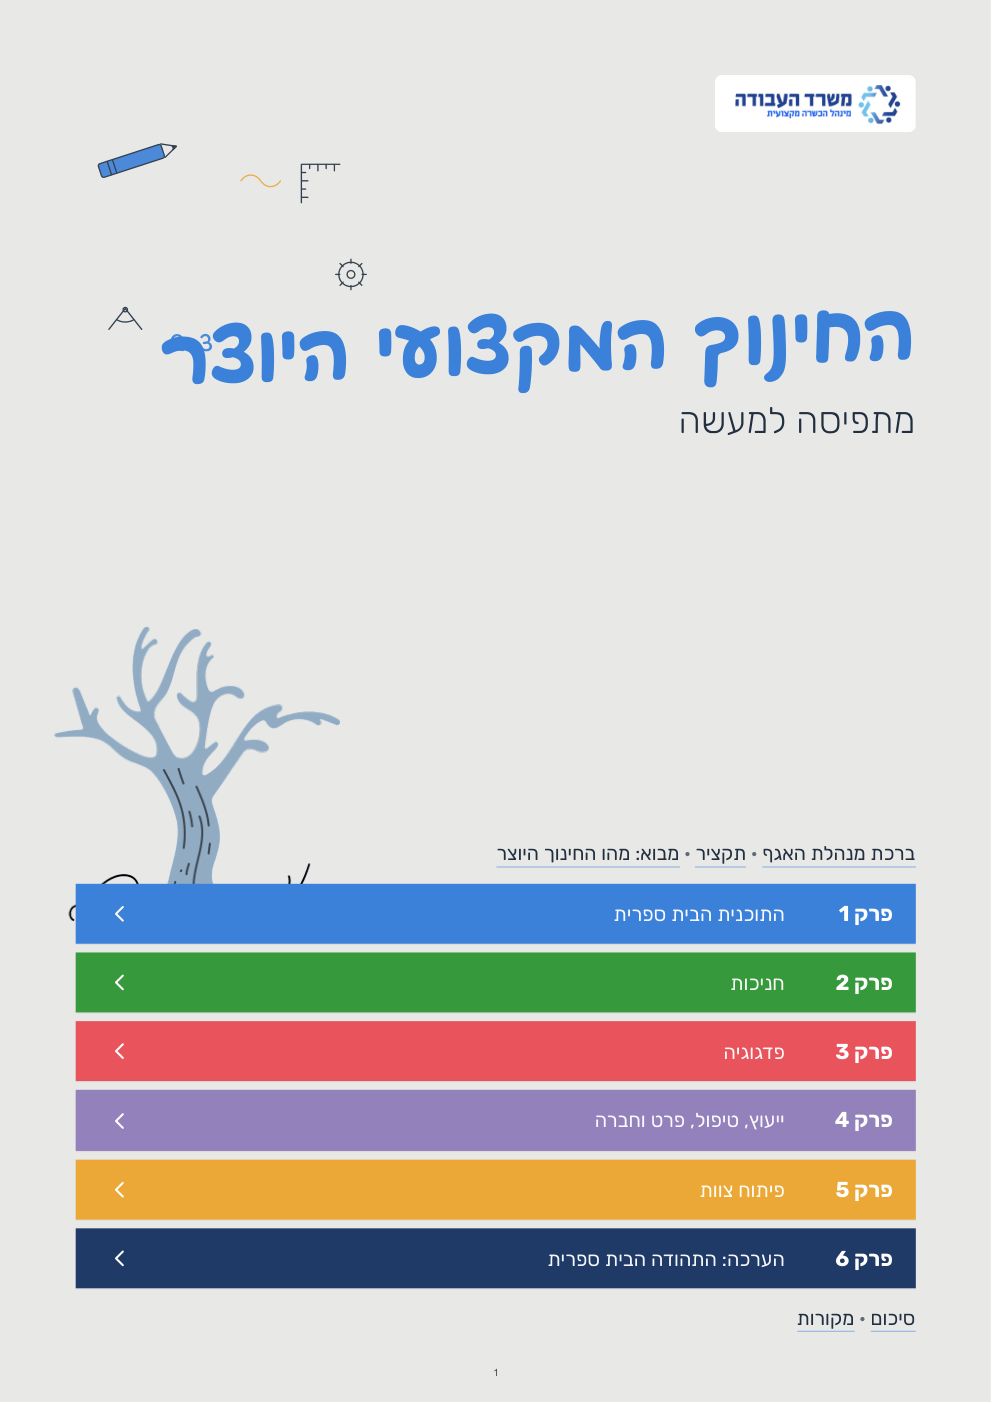 משרד העבודה
מינהל הכשרה מקצועית
החינוך המקצועי היוצר
מתפיסה למעשה
ברכת מנהלת האגף • תקציר • מבוא: מהו החינוך היוצר
פרק 1 התוכנית הבית ספרית
פרק 2 חניכות
פרק 3 פדגוגיה
פרק 4 ייעוץ, טיפול, פרט וחברה
פרק 5 פיתוח צוות
פרק 6 הערכה: התהודה הבית ספרית
סיכום • מקורות
1